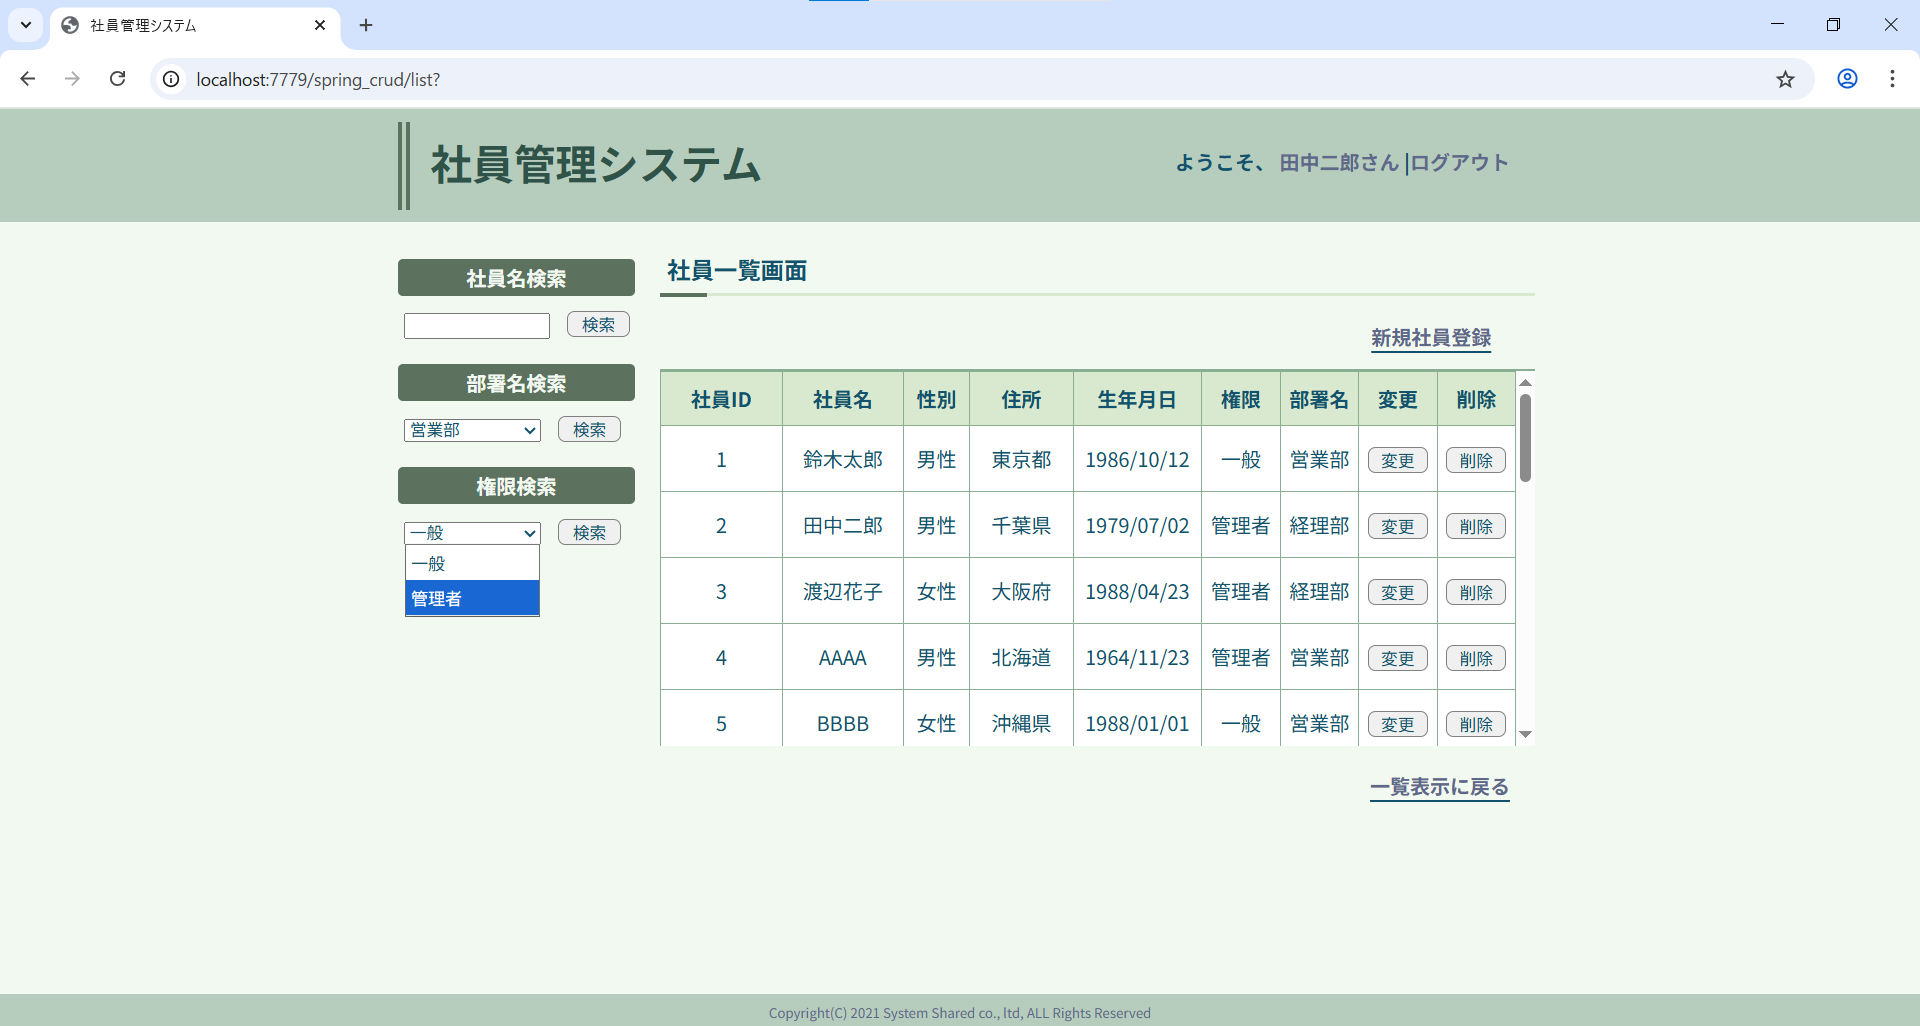 社員管理システム
localhost:7779/spring_crud/list?
社員管理システム
ようこそ、 田中二郎さん |ログアウト
社員名検索
検索
部署名検索
営業部 検索
権限検索
一般 検索
一般
管理者
社員一覧画面
新規社員登録
社員ID 社員名 性別 住所 生年月日 権限 部署名 変更 削除
1 鈴木太郎 男性 東京都 1986/10/12 一般 営業部 変更 削除
2 田中二郎 男性 千葉県 1979/07/02 管理者 経理部 変更 削除
3 渡辺花子 女性 大阪府 1988/04/23 管理者 経理部 変更 削除
4 AAAA 男性 北海道 1964/11/23 管理者 営業部 変更 削除
5 BBBB 女性 沖縄県 1988/01/01 一般 営業部 変更 削除
一覧表示に戻る
Copyright(C) 2021 System Shared co., ltd, ALL Rights Reserved